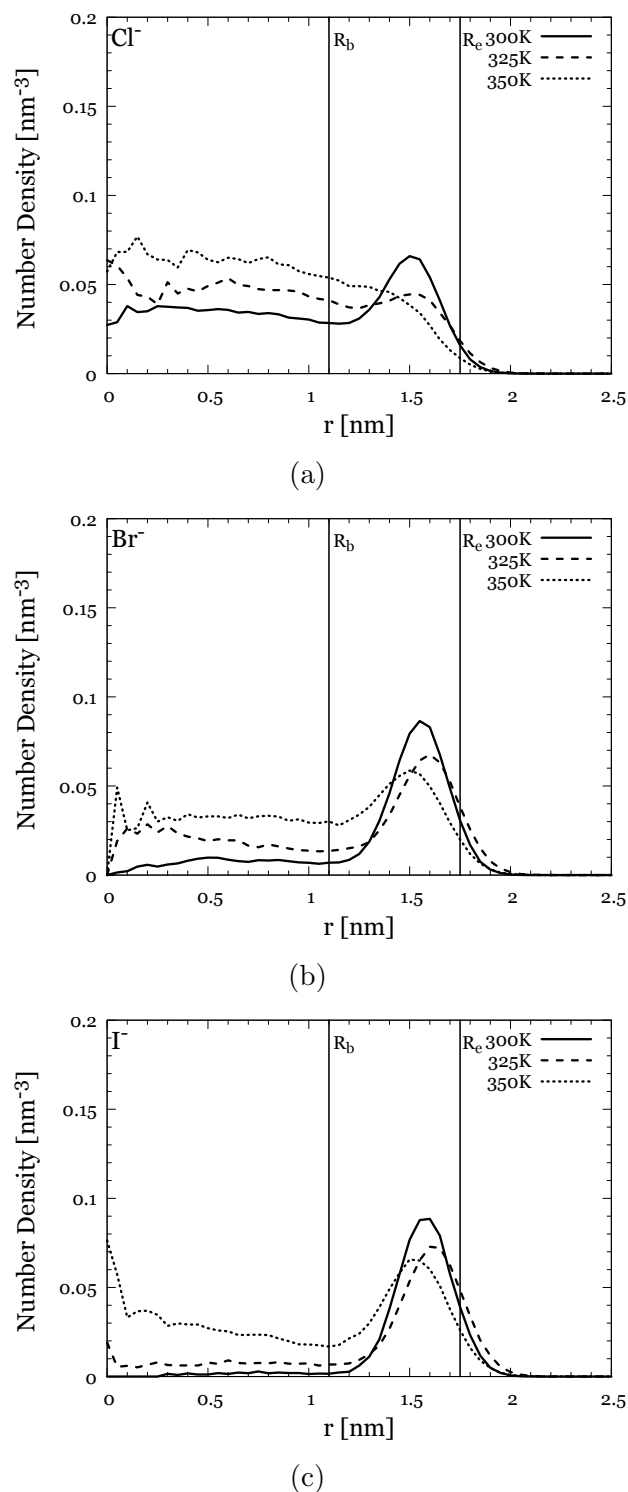 Cl⁻
R_b
R_e 300K
325K
350K
0.2
0.15
0.1
0.05
0
Number Density [nm⁻³]
0 0.5 1 1.5 2 2.5
r [nm]
(a)
Br⁻
R_b
R_e 300K
325K
350K
0.2
0.15
0.1
0.05
0
Number Density [nm⁻³]
0 0.5 1 1.5 2 2.5
r [nm]
(b)
I⁻
R_b
R_e 300K
325K
350K
0.2
0.15
0.1
0.05
0
Number Density [nm⁻³]
0 0.5 1 1.5 2 2.5
r [nm]
(c)